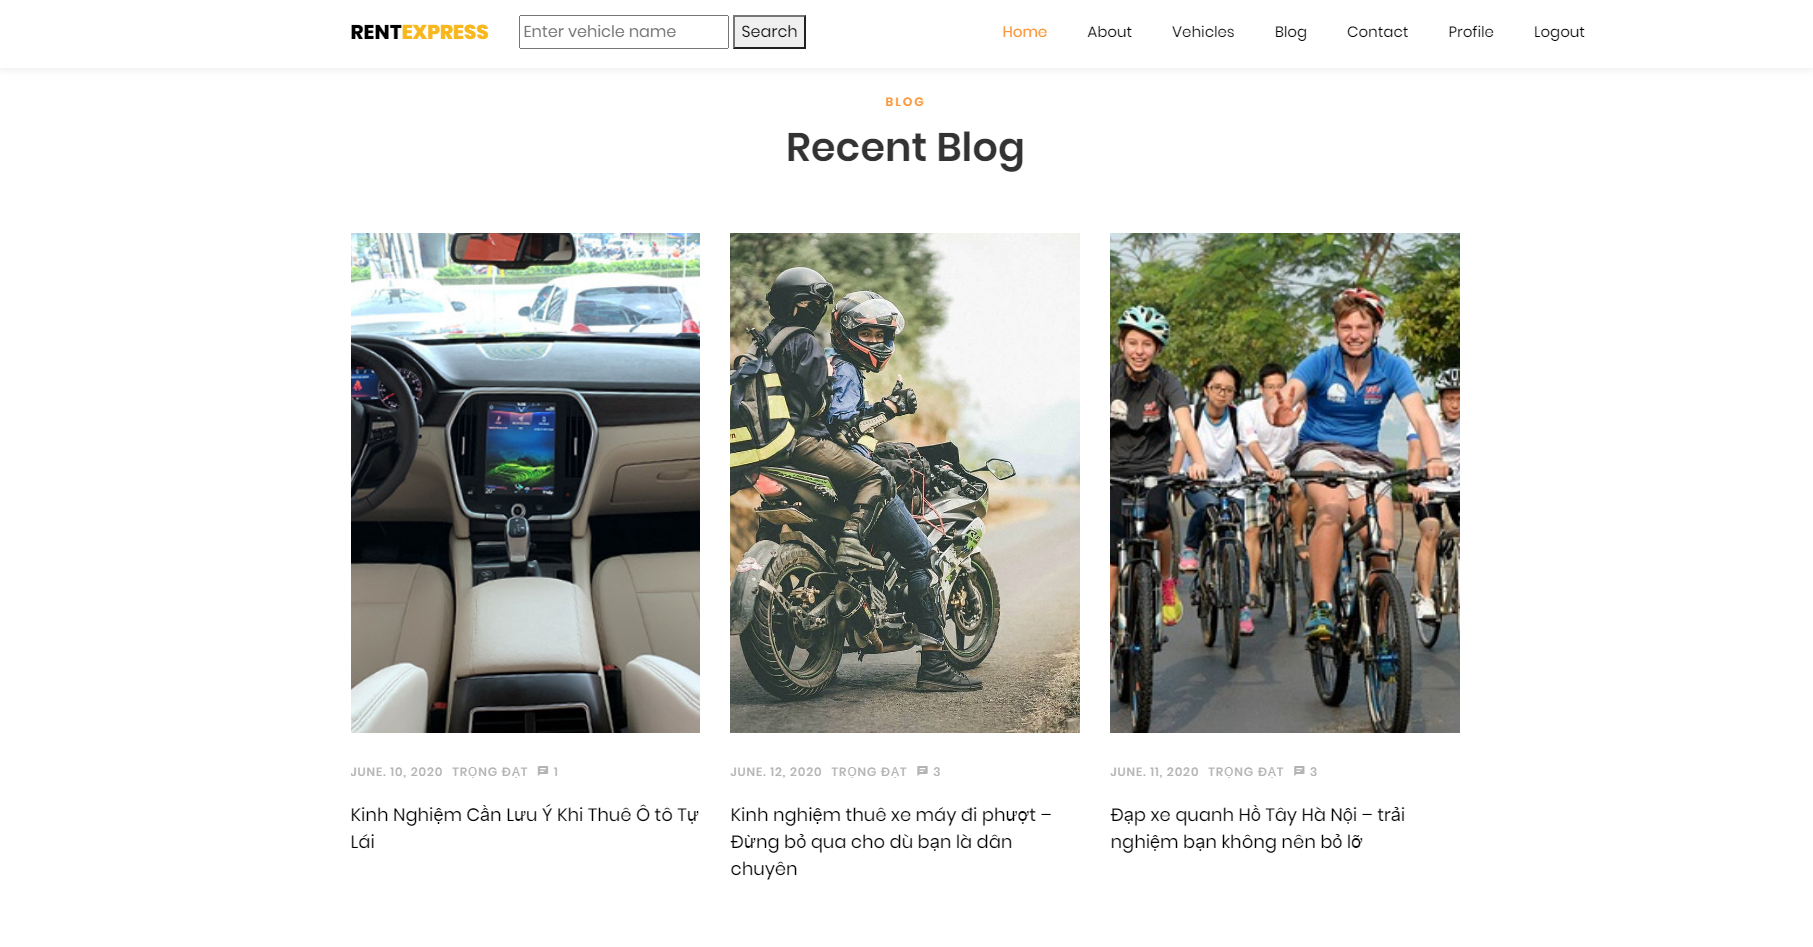 RENTEXPRESS
Enter vehicle name
Search
Home
About
Vehicles
Blog
Contact
Profile
Logout
BLOG
Recent Blog
JUNE. 10, 2020 TRỌNG ĐẠT 1
Kinh Nghiệm Cần Lưu Ý Khi Thuê Ô tô Tự
Lái
JUNE. 12, 2020 TRỌNG ĐẠT 3
Kinh nghiệm thuê xe máy đi phượt –
Đừng bỏ qua cho dù bạn là dân
chuyên
JUNE. 11, 2020 TRỌNG ĐẠT 3
Đạp xe quanh Hồ Tây Hà Nội – trải
nghiệm bạn không nên bỏ lỡ